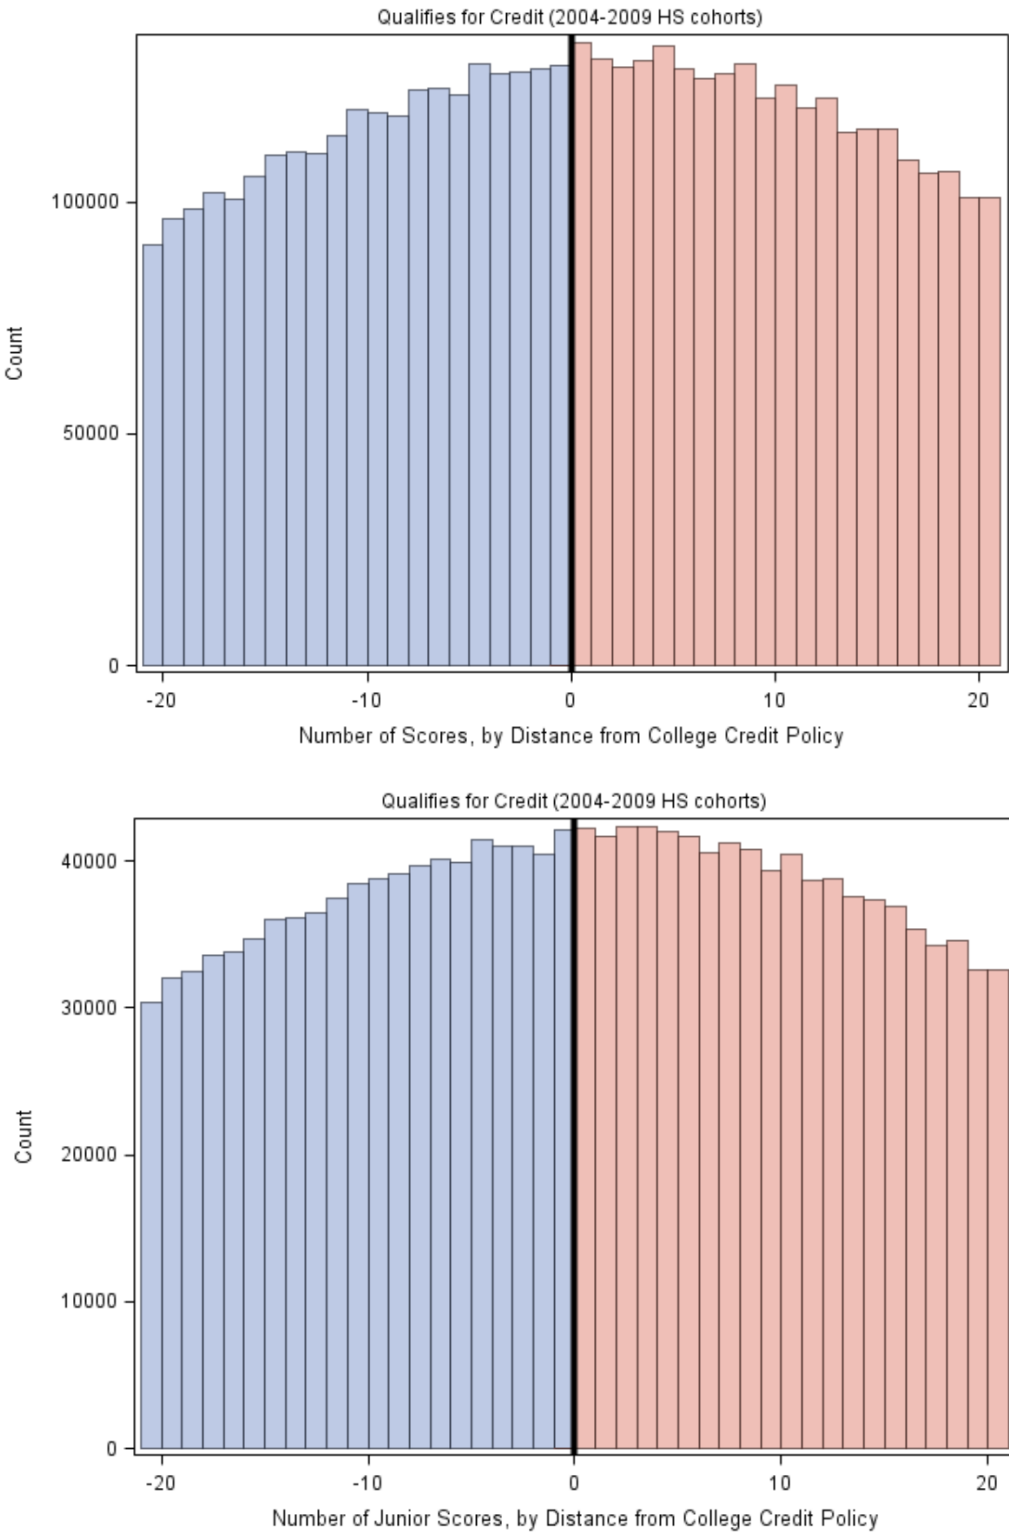 Qualifies for Credit (2004-2009 HS cohorts)
Count
100000
50000
0
-20 -10 0 10 20
Number of Scores, by Distance from College Credit Policy
Qualifies for Credit (2004-2009 HS cohorts)
Count
40000
30000
20000
10000
0
-20 -10 0 10 20
Number of Junior Scores, by Distance from College Credit Policy